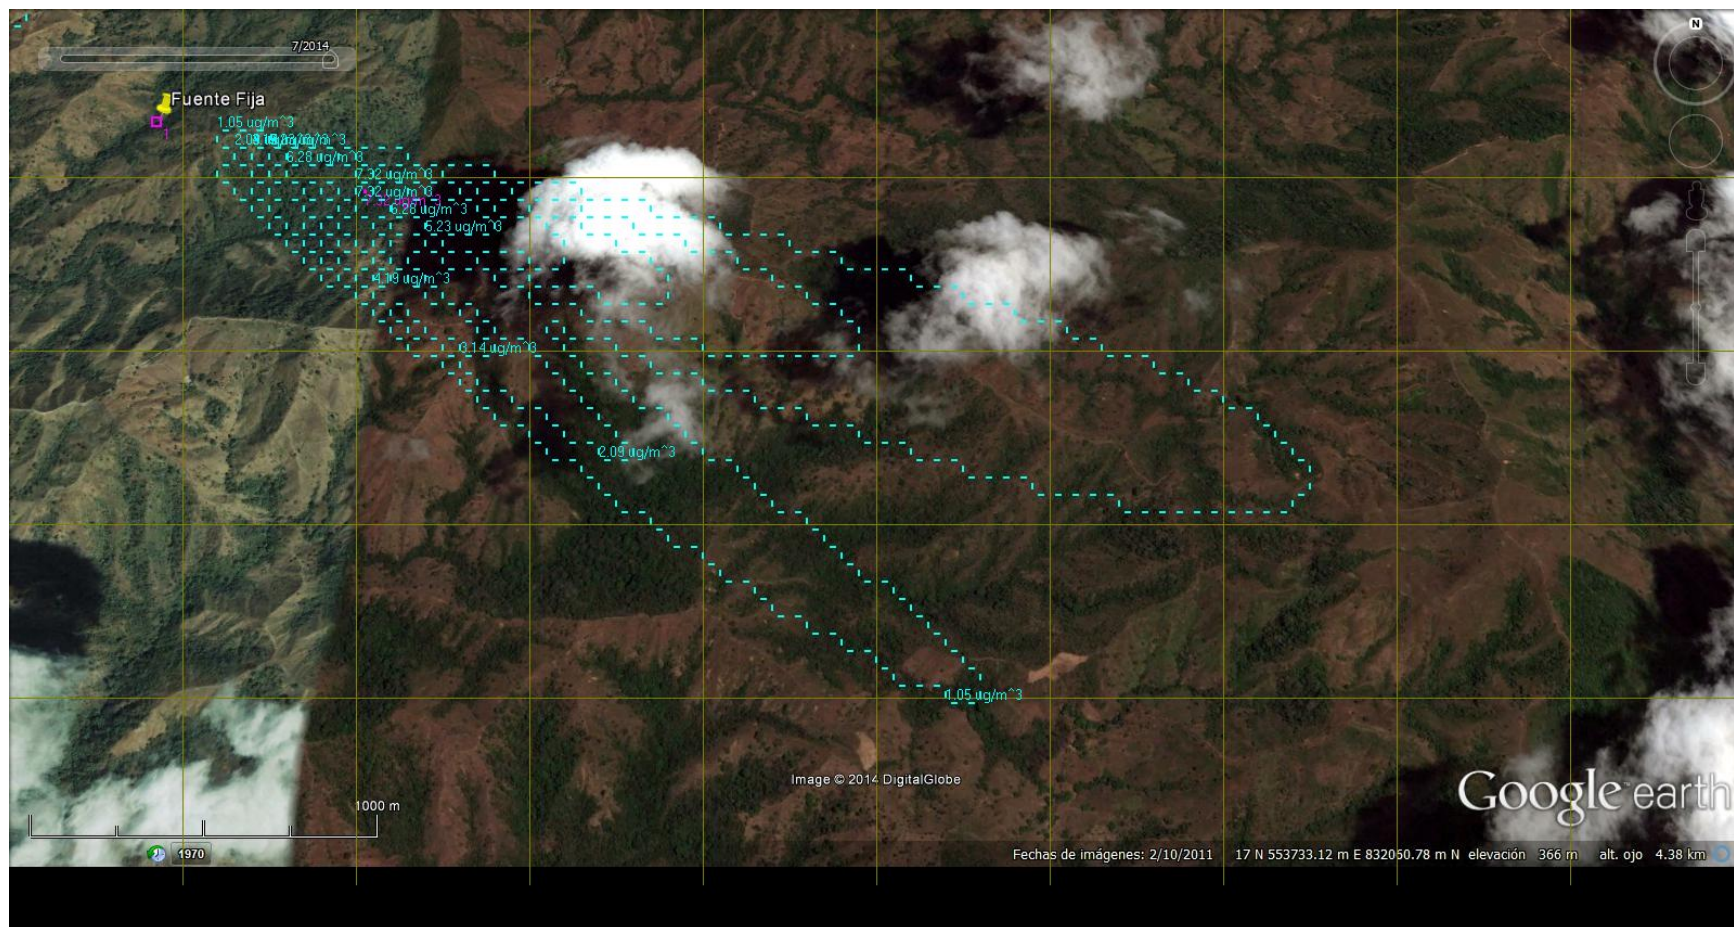 N
7/2014
Fuente Fija
1
1.05 ug/m^3
6.28 ug/m^3
7.32 ug/m^3
7.32 ug/m^3
6.28 ug/m^3
5.23 ug/m^3
4.19 ug/m^3
3.14 ug/m^3
2.09 ug/m^3
1.05 ug/m^3
Image © 2014 DigitalGlobe
Google earth
1000 m
1970
Fechas de imágenes: 2/10/2011 17 N 553733.12 m E 832050.78 m N elevación 366 m alt. ojo 4.38 km